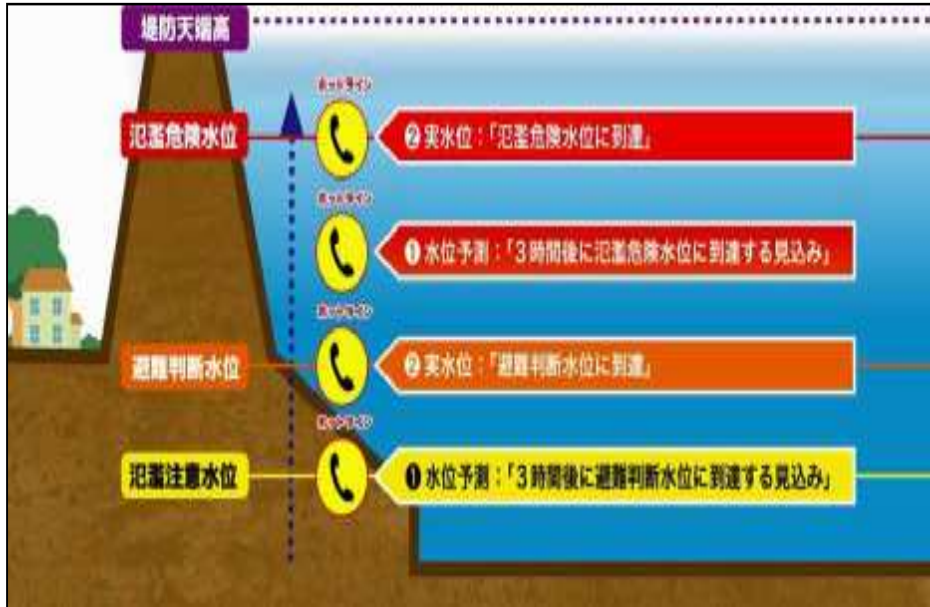 堤防天端高
ホットライン
氾濫危険水位
❷実水位：「氾濫危険水位に到達」
ホットライン
❶水位予測：「３時間後に氾濫危険水位に到達する見込み」
ホットライン
避難判断水位
❷実水位：「避難判断水位に到達」
ホットライン
氾濫注意水位
❶水位予測：「３時間後に避難判断水位に到達する見込み」